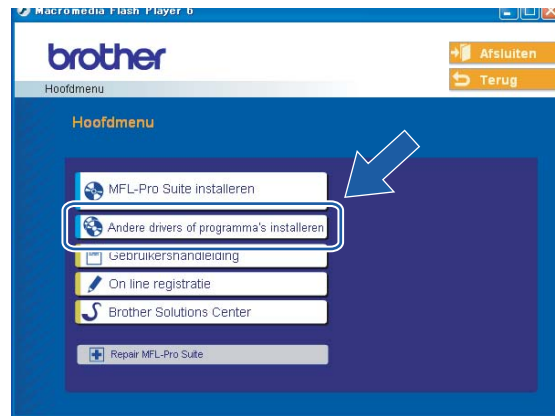 Macromedia Flash Player 6
brother
Afsluiten
Terug
Hoofdmenu
Hoofdmenu
MFL-Pro Suite installeren
Andere drivers of programma's installeren
Gebruikershandleiding
On line registratie
Brother Solutions Center
Repair MFL-Pro Suite